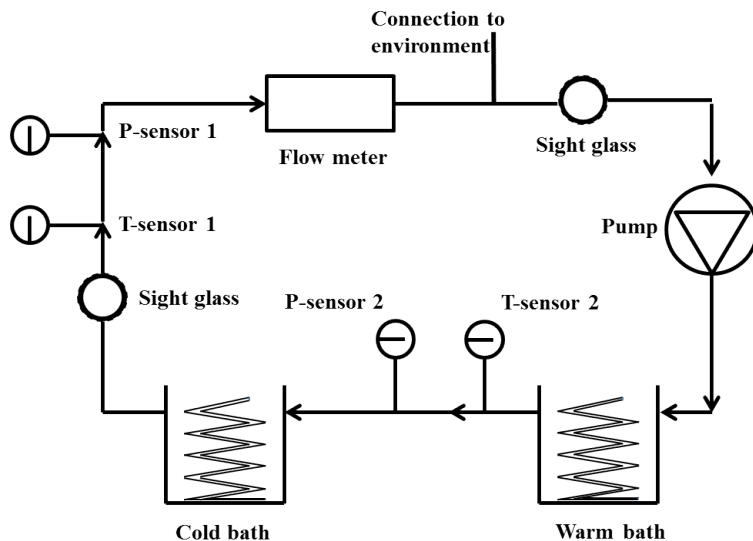 Connection to
environment
P-sensor 1
Flow meter
Sight glass
T-sensor 1
Pump
Sight glass
P-sensor 2
T-sensor 2
Cold bath
Warm bath